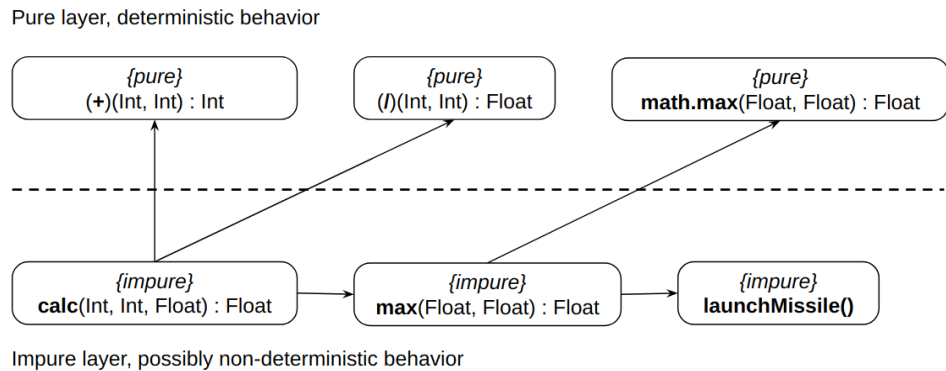 Pure layer, deterministic behavior
{pure}
(+)(Int, Int) : Int
{pure}
(/)(Int, Int) : Float
{pure}
math.max(Float, Float) : Float
{impure}
calc(Int, Int, Float) : Float
{impure}
max(Float, Float) : Float
{impure}
launchMissile()
Impure layer, possibly non-deterministic behavior